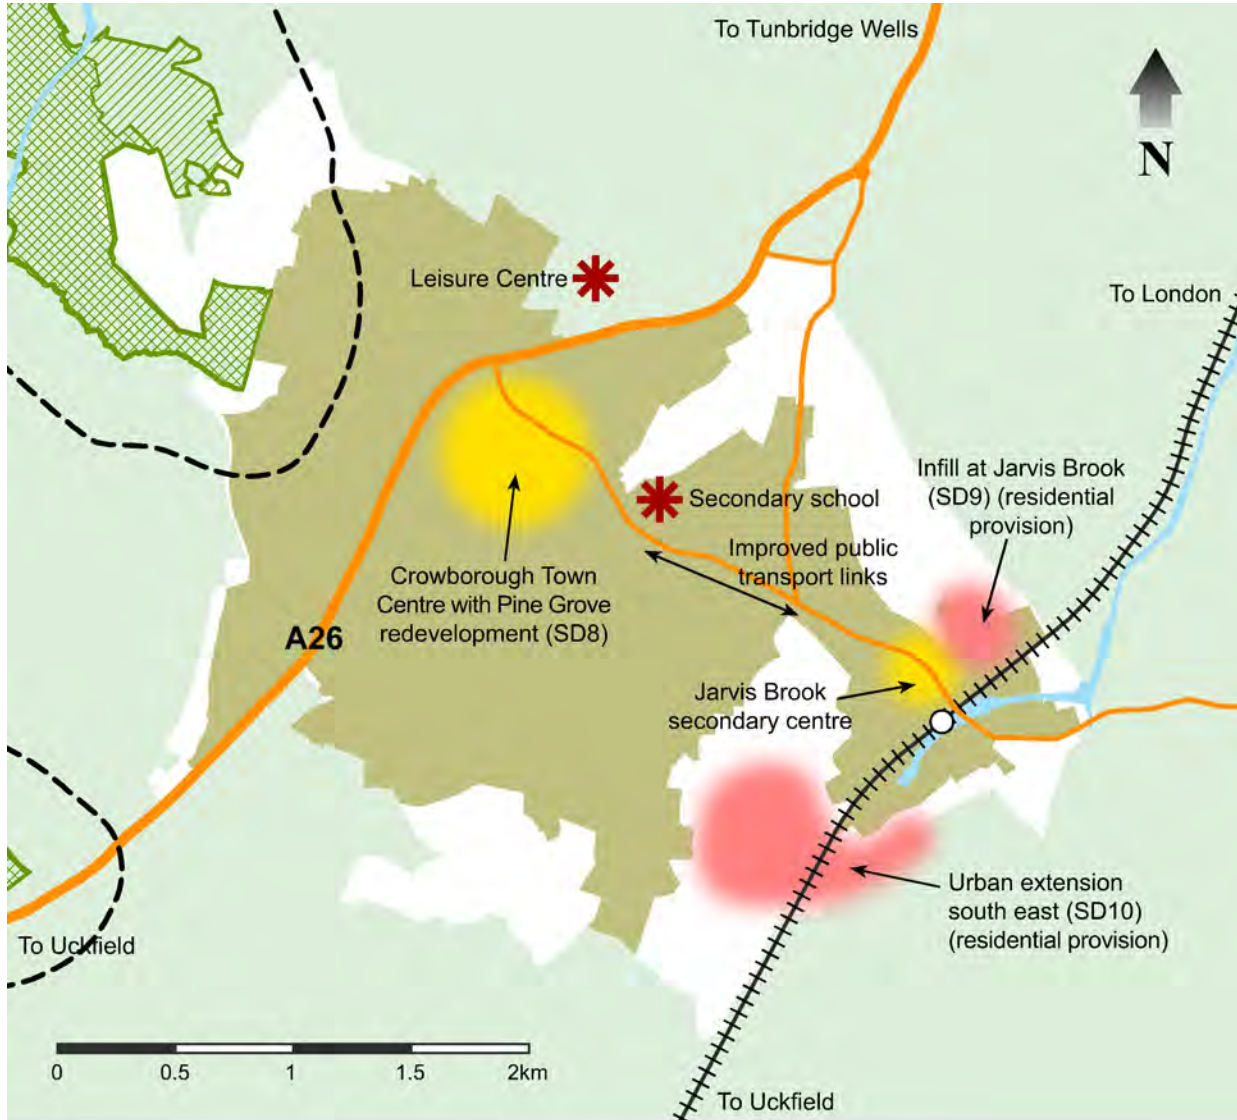 To Tunbridge Wells
N
Leisure Centre
To London
Infill at Jarvis Brook
(SD9) (residential
provision)
Secondary school
Improved public
transport links
Crowborough Town
Centre with Pine Grove
redevelopment (SD8)
A26
Jarvis Brook
secondary centre
Urban extension
south east (SD10)
(residential provision)
To Uckfield
0 0.5 1 1.5 2km
To Uckfield